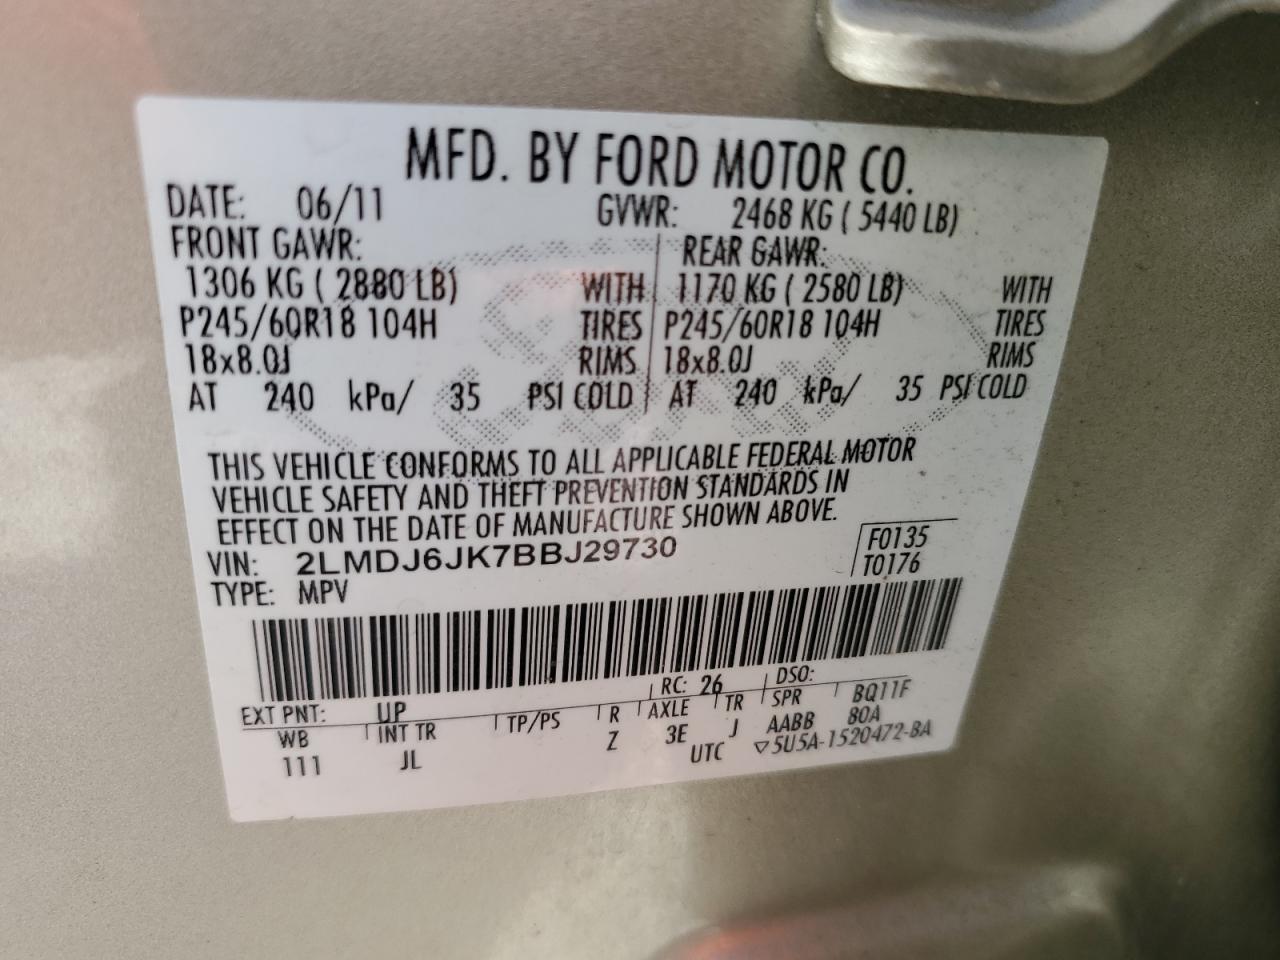 MFD. BY FORD MOTOR CO.
DATE: 06/11 GVWR: 2468 KG ( 5440 LB)
FRONT GAWR: REAR GAWR:
1306 KG ( 2880 LB) WITH 1170 KG ( 2580 LB) WITH
P245/60R18 104H TIRES P245/60R18 104H TIRES
18x8.0J RIMS 18x8.0J RIMS
AT 240 kPa/ 35 PSI COLD AT 240 kPa/ 35 PSI COLD
THIS VEHICLE CONFORMS TO ALL APPLICABLE FEDERAL MOTOR
VEHICLE SAFETY AND THEFT PREVENTION STANDARDS IN
EFFECT ON THE DATE OF MANUFACTURE SHOWN ABOVE.
VIN: 2LMDJ6JK7BBJ29730 F0135
TYPE: MPV T0176
EXT PNT: UP RC: 26 DSO:
WB INT TR TP/PS R AXLE TR SPR BQ11F
111 JL Z 3E J AABB 80A
UTC ▽5U5A-1520472-BA